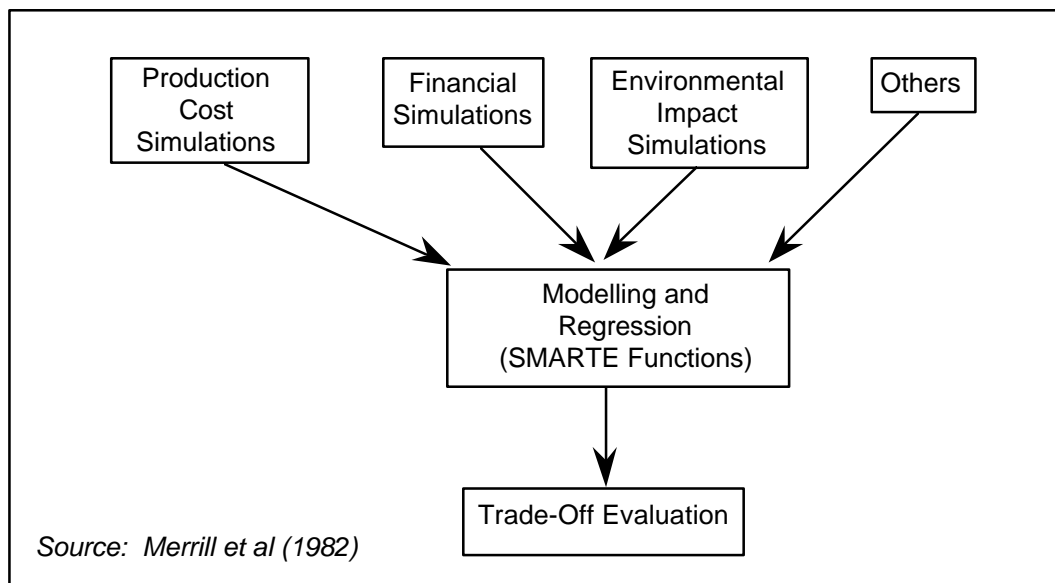 Production
Cost
Simulations
Financial
Simulations
Environmental
Impact
Simulations
Others
Modelling and
Regression
(SMARTE Functions)
Trade-Off Evaluation
Source: Merrill et al (1982)